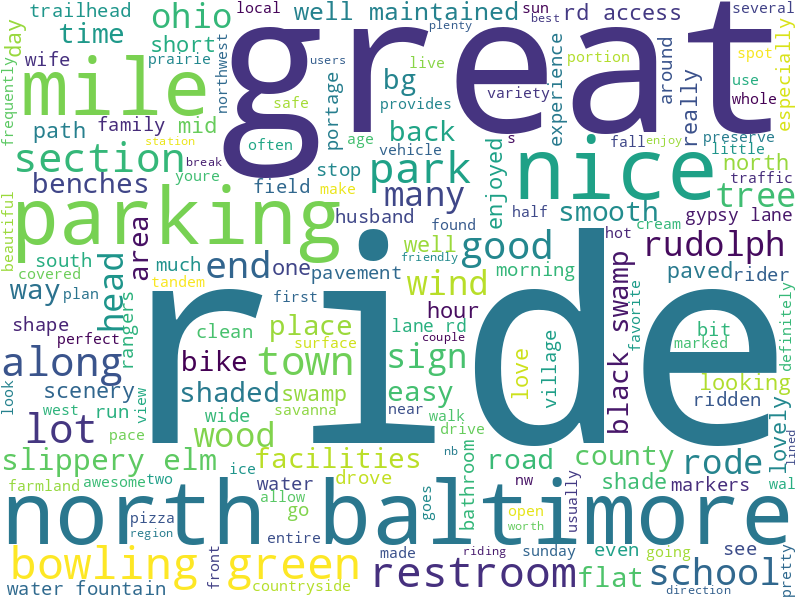 trailhead
ohio
well maintained
rd access
local
sun
best
plenty
several
day
time
short
great
mile
wife
prairie
northwest
users
portage
bg
live
variety
experience
portion
spot
around
use
whole
really
especially
frequently
path
family
mid
safe
provides
back
vehicle
s
fall
enjoy
preserve
little
traffic
section
station
break
often
age
stop
park
enjoyed
nice
north
tree
benches
youre
field
make
many
half
smooth
gypsy lane
parking
husband
found
hot
cream
beautiful
area
well
friendly
good
rudolph
south
much
end
one
pavement
wind
morning
black swamp
paved
rider
covered
plan
head
tandem
first
way
rangers
ride
hour
favorite
bit
marked
definitely
shape
perfect
clean
place
surface
lane rd
couple
sign
love
village
looking
along
bike
town
near
scenery
shaded
swamp
easy
ridden
look
west
run
view
wide
savanna
walk
lovely
lot
pace
wood
drive
lined
slippery elm
ice
facilities
nb
road
county
rode
farmland
awesome
two
water
drove
bathroom
nw
usually
shade
markers
wal
north baltimore
allow
go
goes
open
worth
pizza
region
entire
bowling green
front
made
riding
sunday
even
going
see
pretty
water fountain
countryside
restroom
flat
school
direction